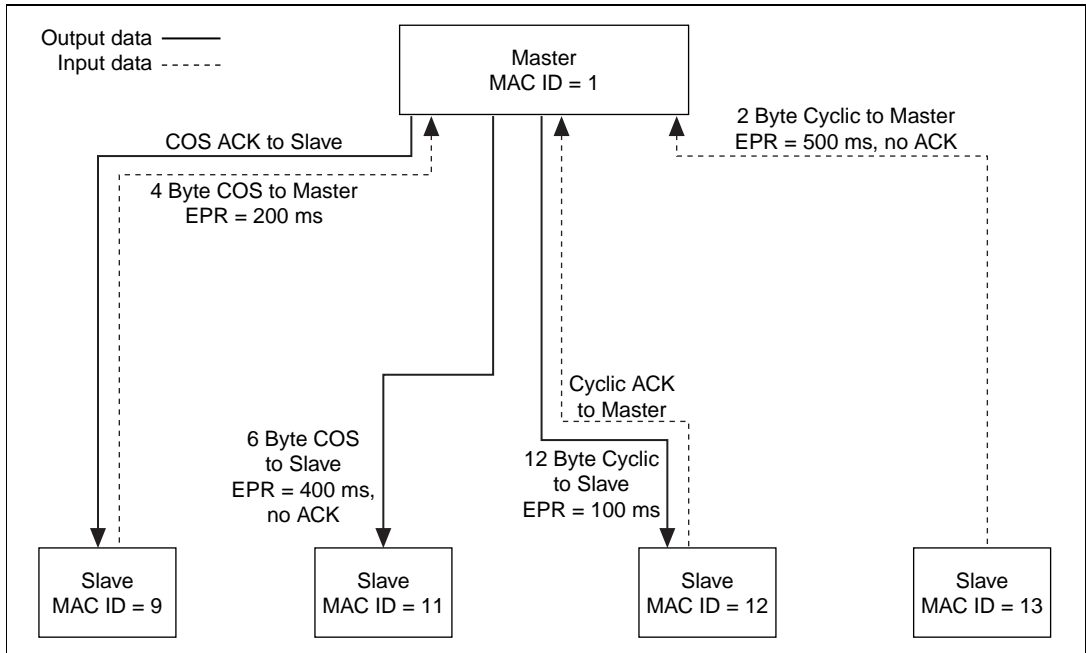 Output data
Input data
Master
MAC ID = 1
COS ACK to Slave
4 Byte COS to Master
EPR = 200 ms
2 Byte Cyclic to Master
EPR = 500 ms, no ACK
Cyclic ACK
to Master
6 Byte COS
to Slave
EPR = 400 ms,
no ACK
12 Byte Cyclic
to Slave
EPR = 100 ms
Slave
MAC ID = 9
Slave
MAC ID = 11
Slave
MAC ID = 12
Slave
MAC ID = 13